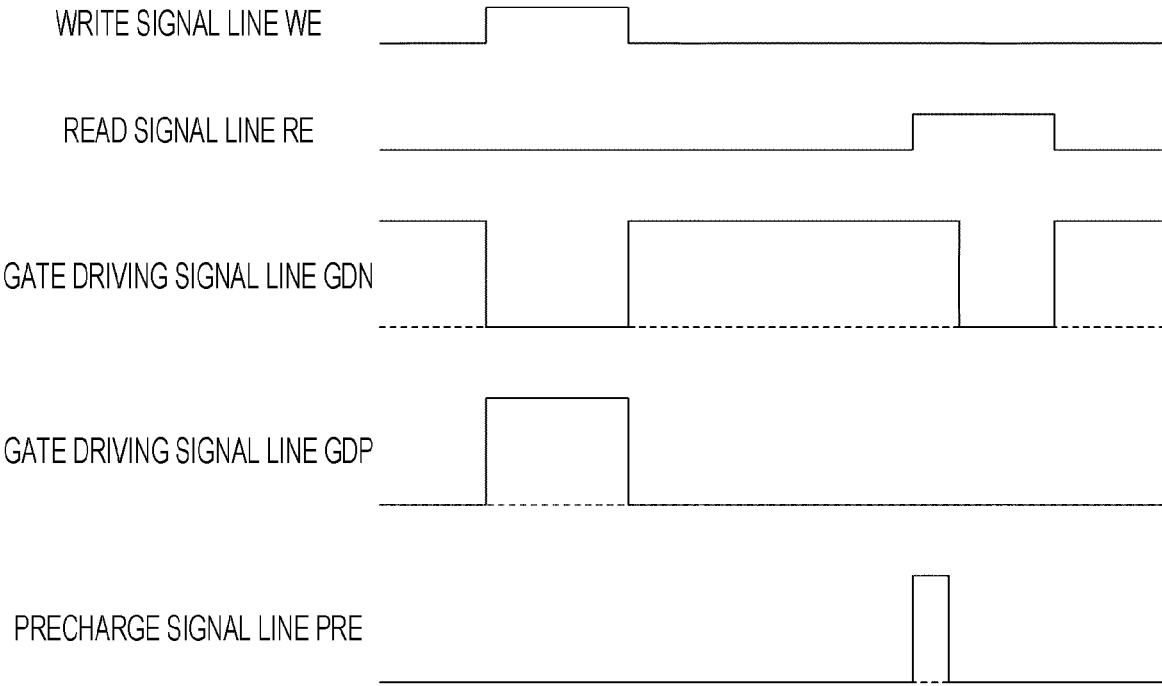 WRITE SIGNAL LINE WE
READ SIGNAL LINE RE
GATE DRIVING SIGNAL LINE GDN
GATE DRIVING SIGNAL LINE GDP
PRECHARGE SIGNAL LINE PRE